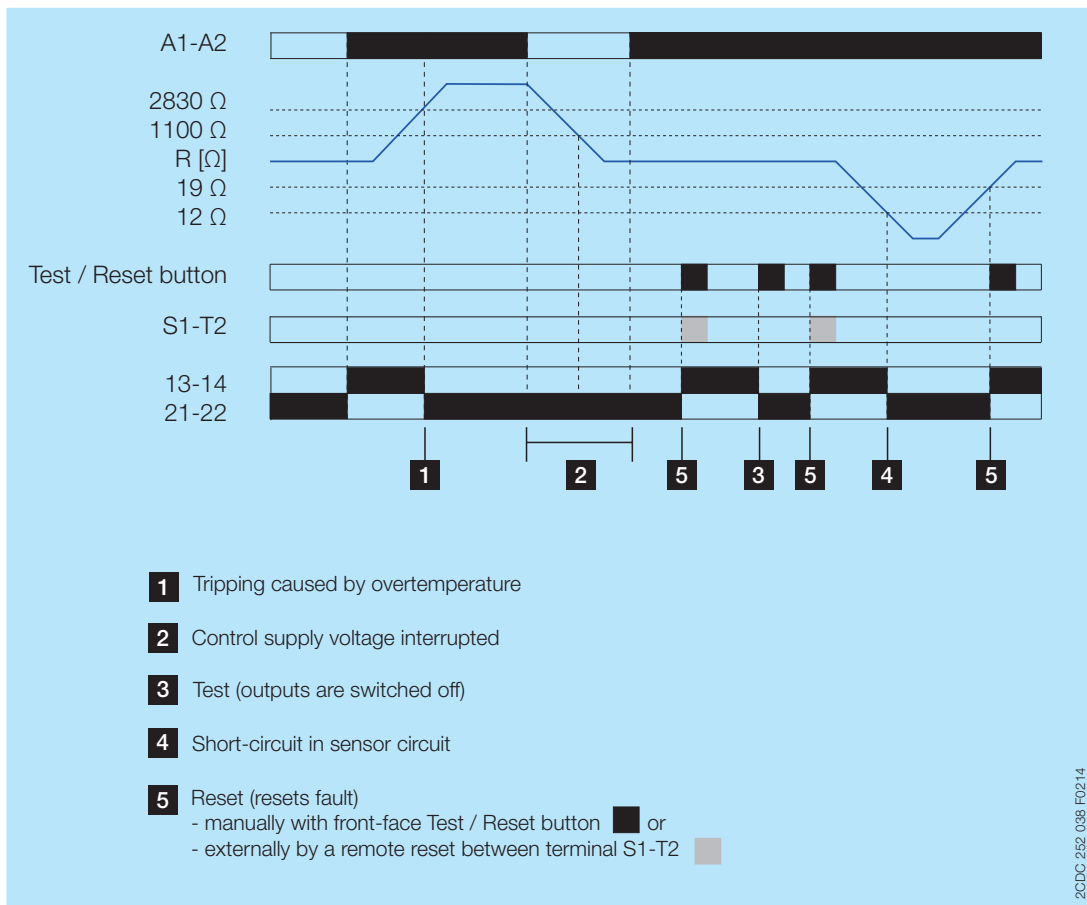 A1-A2
2830 Ω
1100 Ω
R [Ω]
19 Ω
12 Ω
Test / Reset button
S1-T2
13-14
21-22
1 2 5 3 5 4 5
1 Tripping caused by overtemperature
2 Control supply voltage interrupted
3 Test (outputs are switched off)
4 Short-circuit in sensor circuit
5 Reset (resets fault)
- manually with front-face Test / Reset button or
- externally by a remote reset between terminal S1-T2
2CDC 252 038 F0214